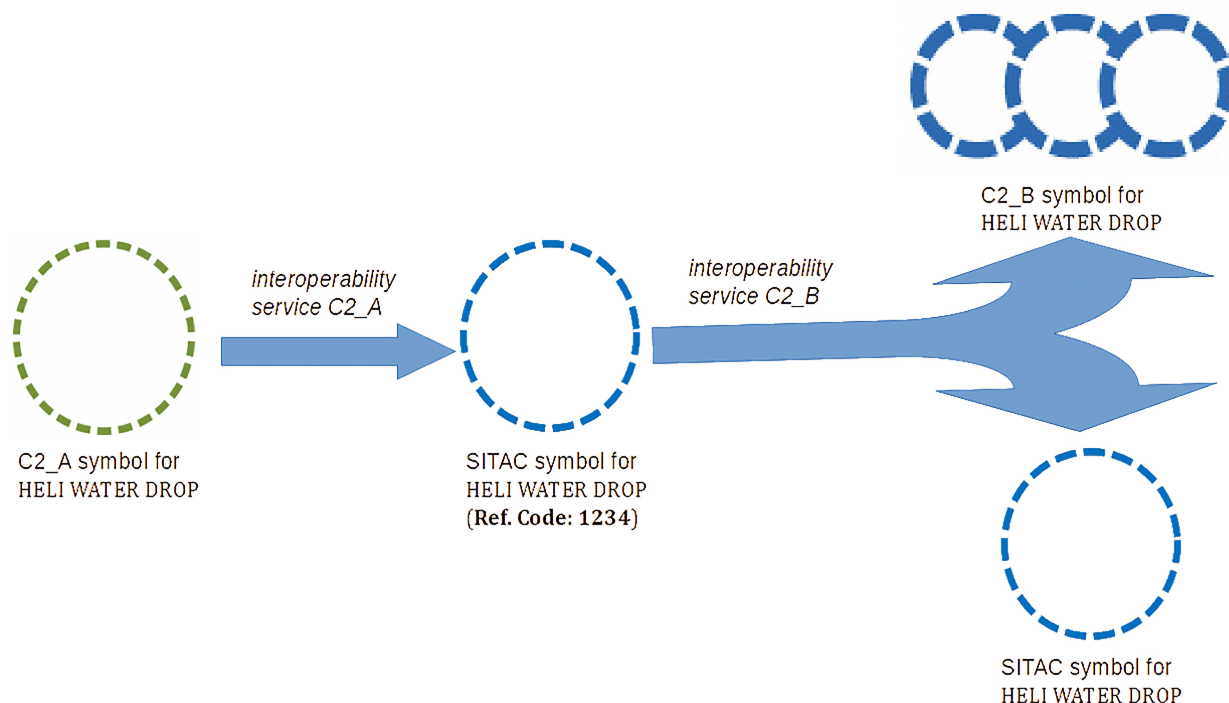 C2_B symbol for
HELI WATER DROP
interoperability
service C2_A
interoperability
service C2_B
C2_A symbol for
HELI WATER DROP
SITAC symbol for
HELI WATER DROP
(Ref. Code: 1234)
SITAC symbol for
HELI WATER DROP